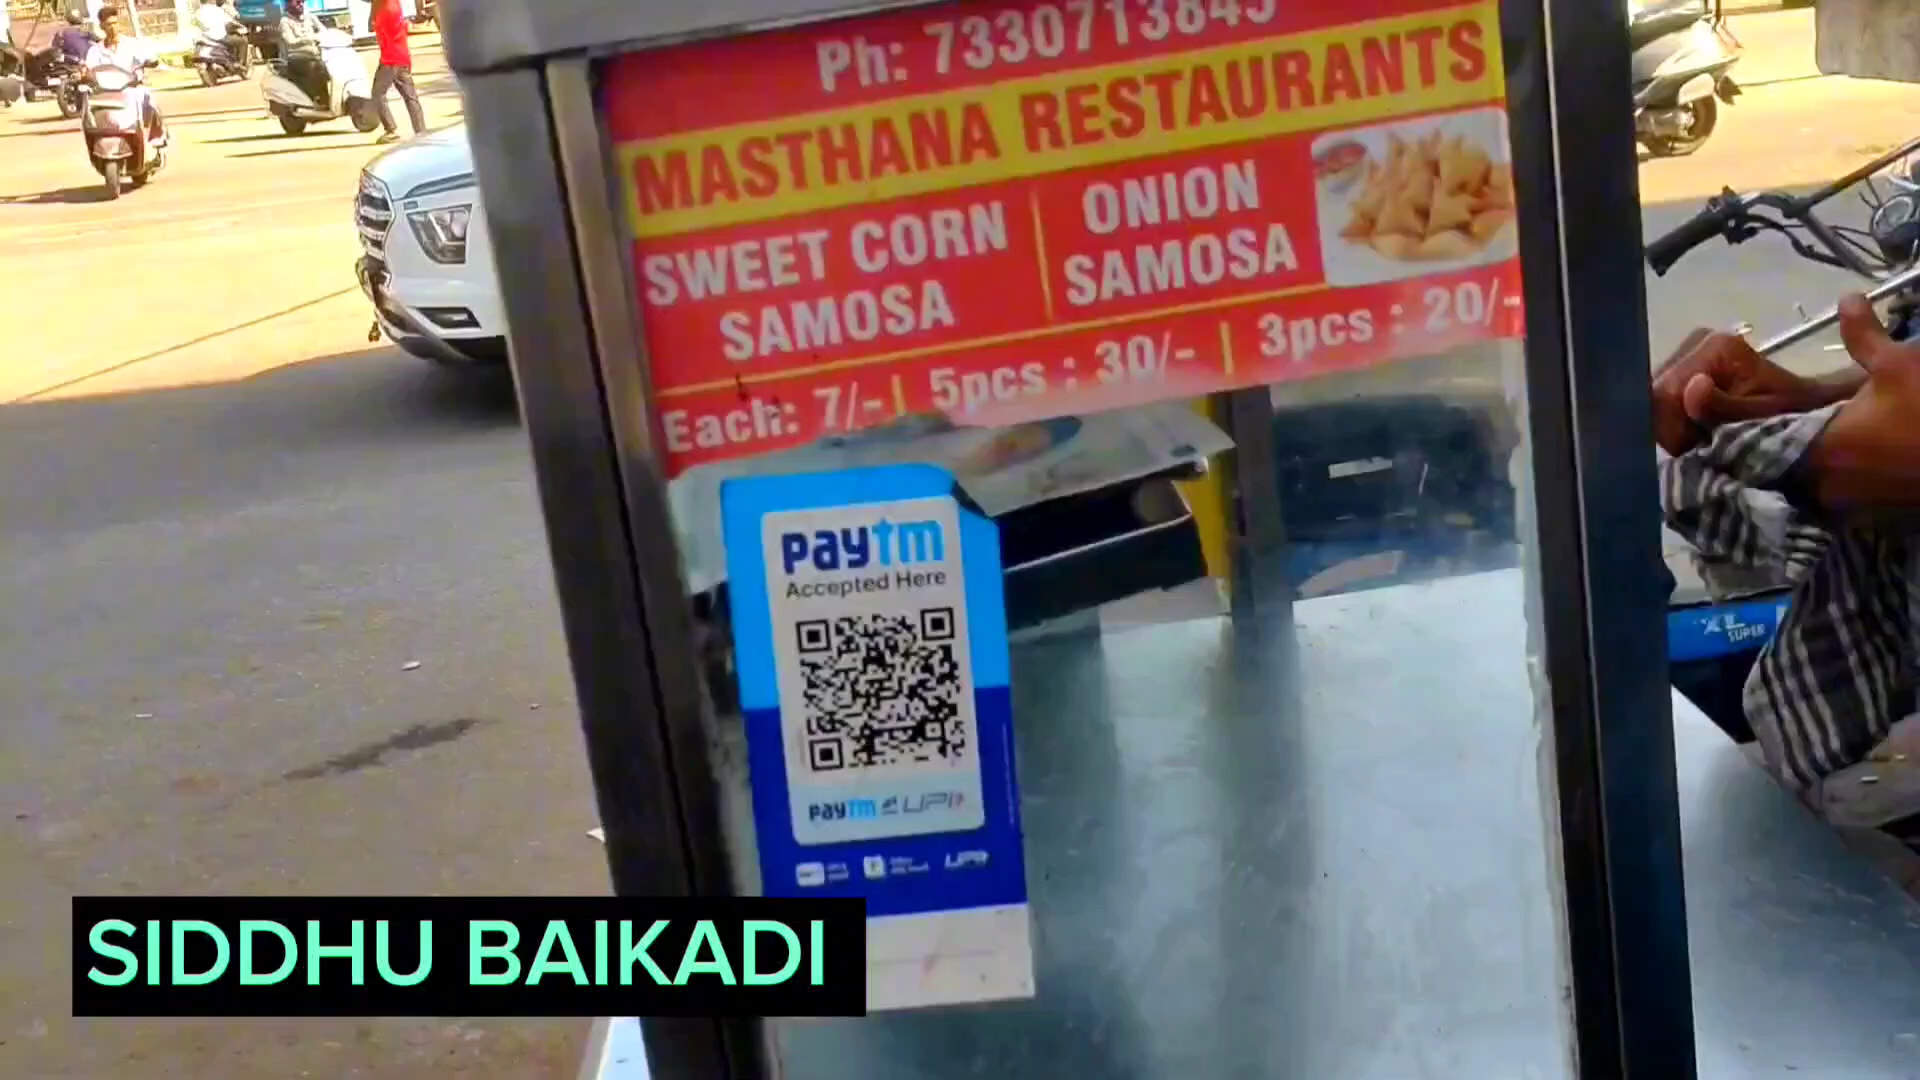 Ph: 7330713845
MASTHANA RESTAURANTS
SWEET CORN
SAMOSA
ONION
SAMOSA
Each: 7/- | 5pcs : 30/- | 3pcs : 20/-
paytm
Accepted Here
paytm UPI
UPI
XL
SUPER
SIDDHU BAIKADI